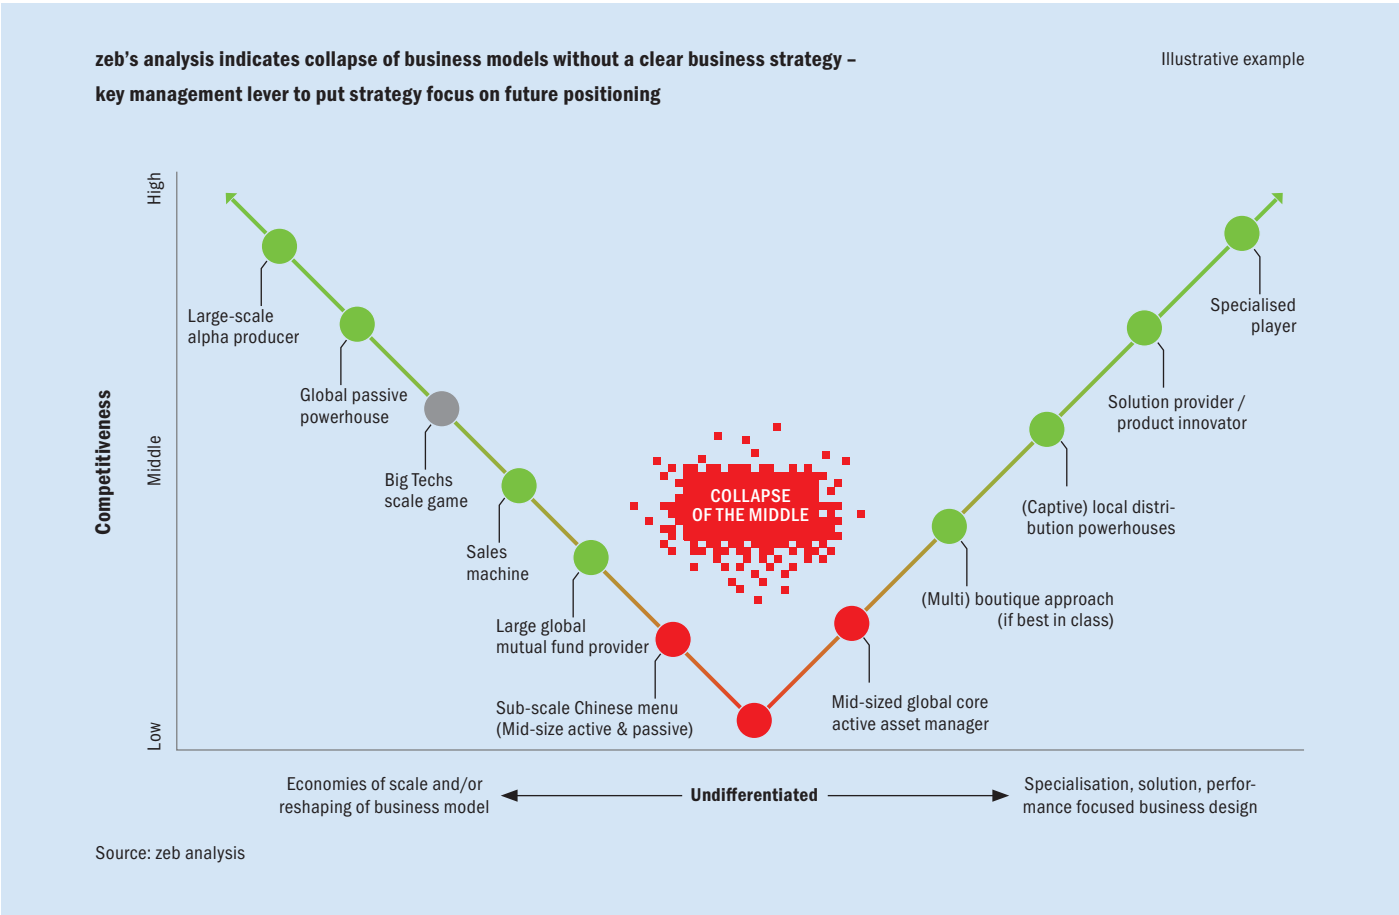 zeb’s analysis indicates collapse of business models without a clear business strategy –
key management lever to put strategy focus on future positioning
Illustrative example
High
Middle
Low
Competitiveness
Large-scale
alpha producer
Global passive
powerhouse
Big Techs
scale game
Sales
machine
Large global
mutual fund provider
Sub-scale Chinese menu
(Mid-size active & passive)
COLLAPSE
OF THE MIDDLE
Mid-sized global core
active asset manager
(Multi) boutique approach
(if best in class)
(Captive) local distri-
bution powerhouses
Solution provider /
product innovator
Specialised
player
Economies of scale and/or
reshaping of business model
Undifferentiated
Specialisation, solution, perfor-
mance focused business design
Source: zeb analysis